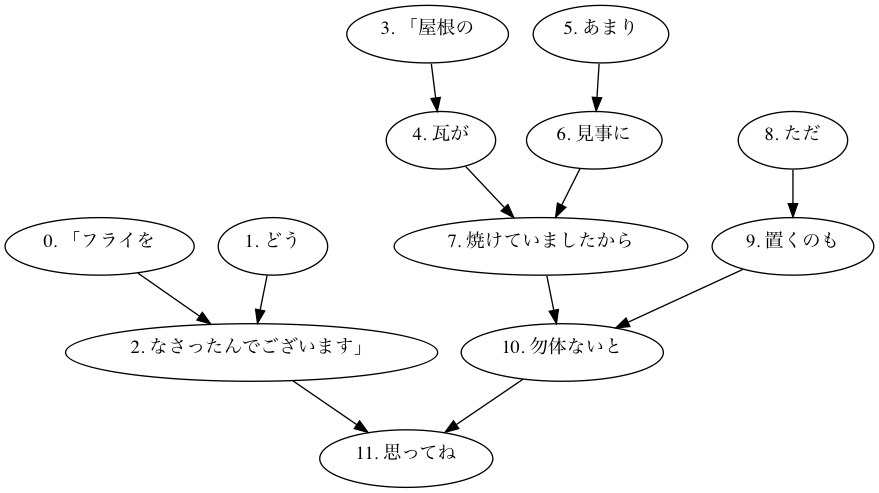 3. 「屋根の
5. あまり
4. 瓦が
6. 見事に
8. ただ
0. 「フライを
1. どう
7. 焼けていましたから
9. 置くのも
2. なさったんでございます」
10. 勿体ないと
11. 思ってね